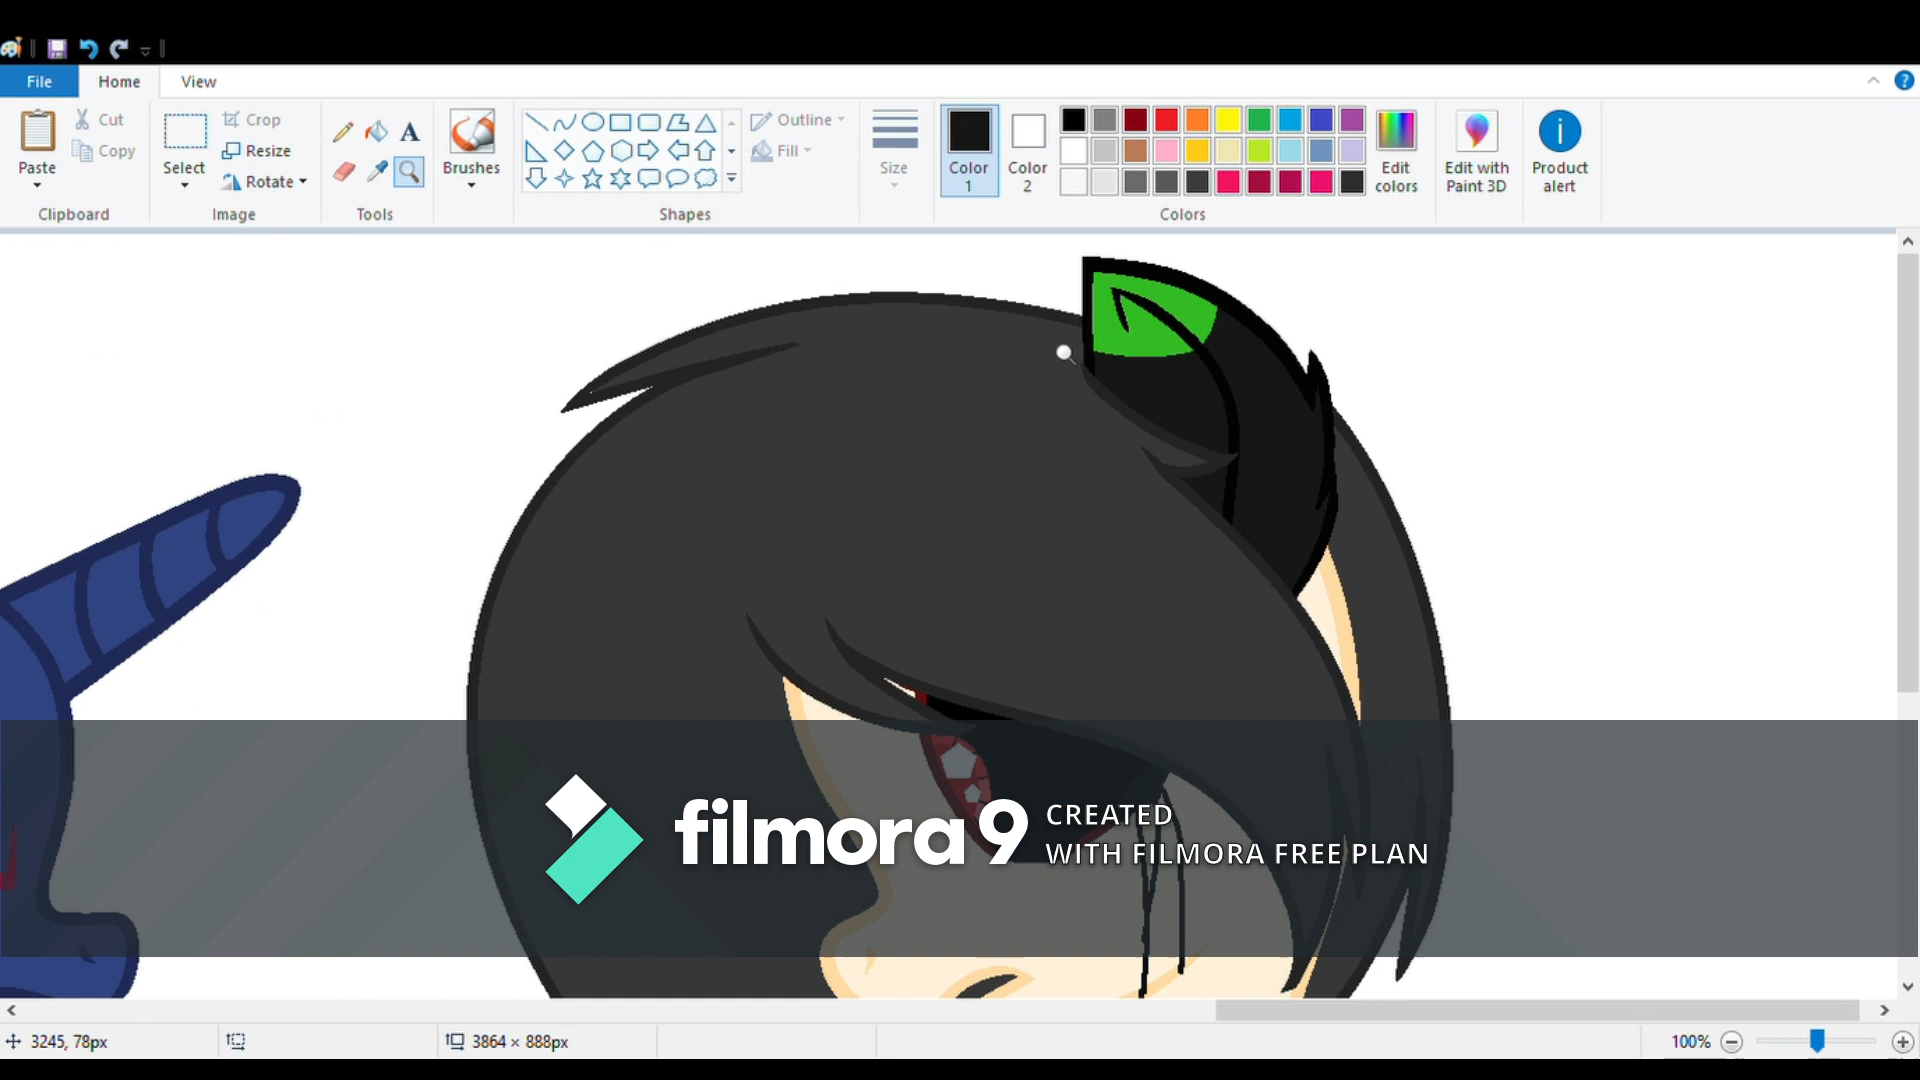 File Home View
Paste
Cut
Copy
Clipboard
Select
Crop
Resize
Rotate
Image
A
Tools
Brushes
Shapes
Outline
Fill
Size
Color
1
Color
2
Edit
colors
Colors
Edit with
Paint 3D
Product
alert
filmora9
CREATED
WITH FILMORA FREE PLAN
3245, 78px
3864 × 888px
100%